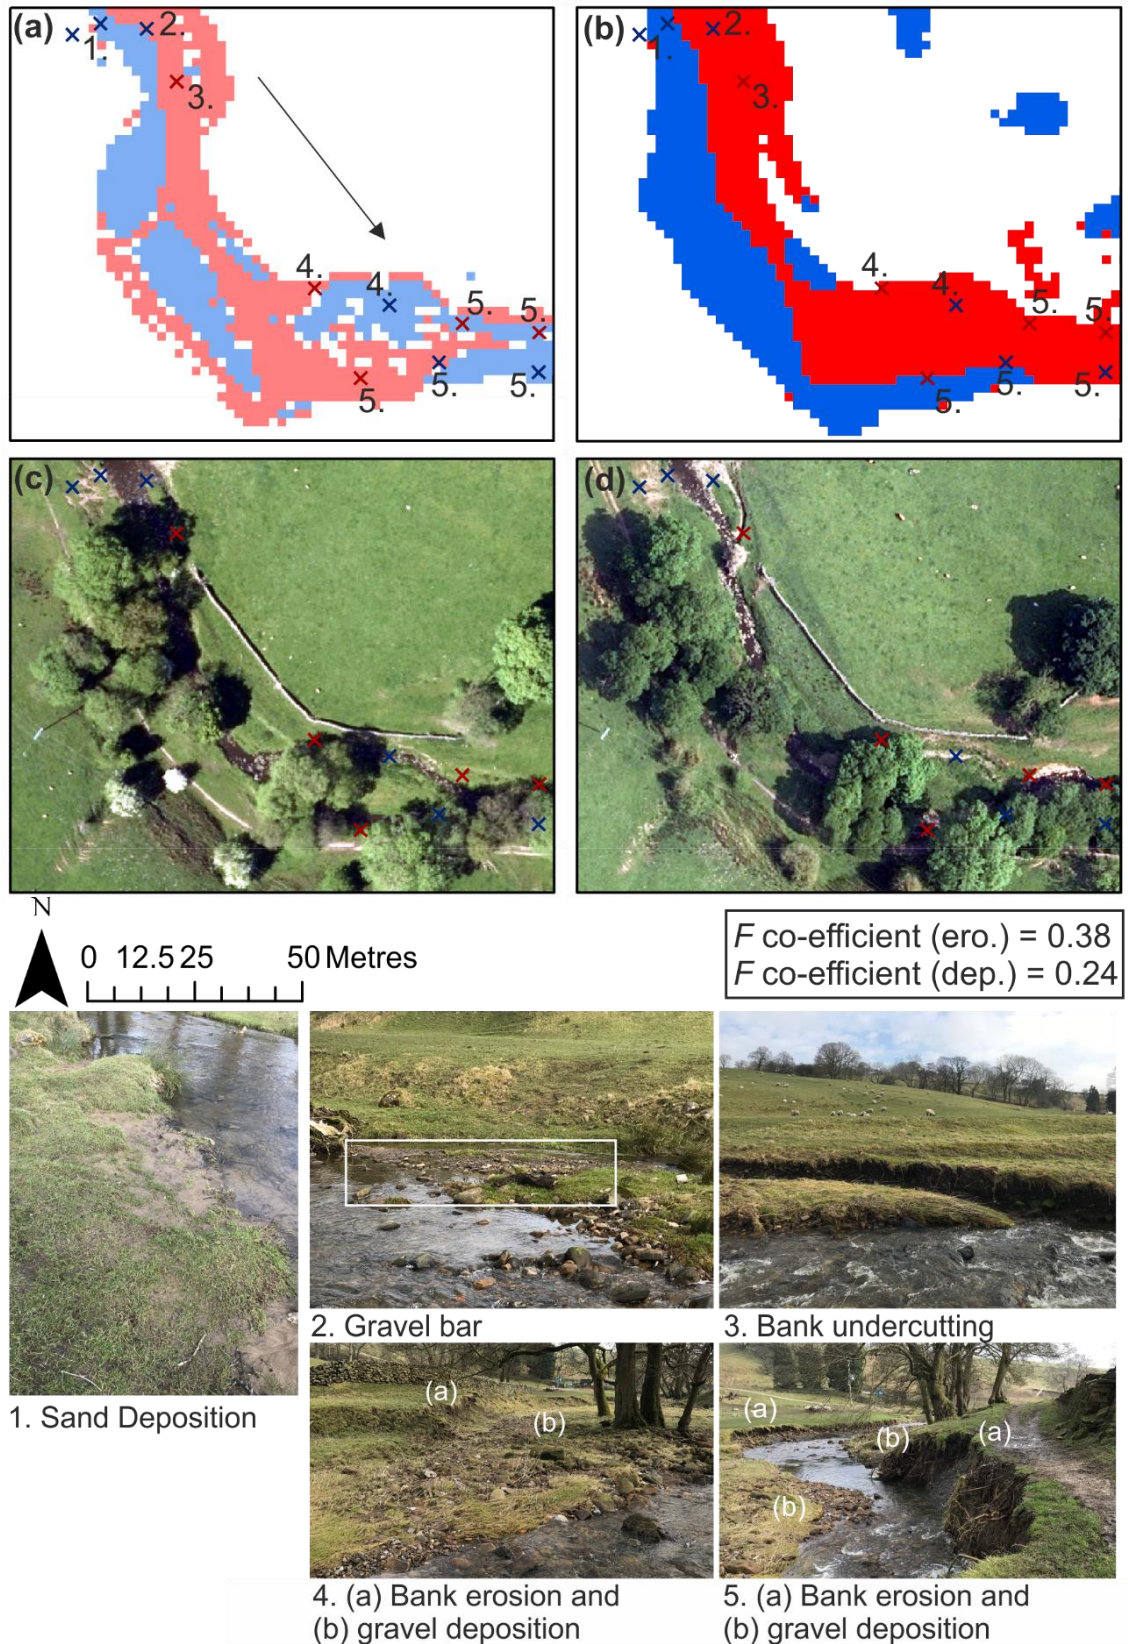 (a)
1.
2.
3.
4.
4.
5.
5.
5.
5.
(b)
1.
2.
3.
4.
4.
5.
5.
5.
5.
(c)
(d)
N
0 12.5 25 50 Metres
F co-efficient (ero.) = 0.38
F co-efficient (dep.) = 0.24
1. Sand Deposition
2. Gravel bar
3. Bank undercutting
(a)
(b)
4. (a) Bank erosion and
(b) gravel deposition
(a)
(b)
(a)
(b)
5. (a) Bank erosion and
(b) gravel deposition